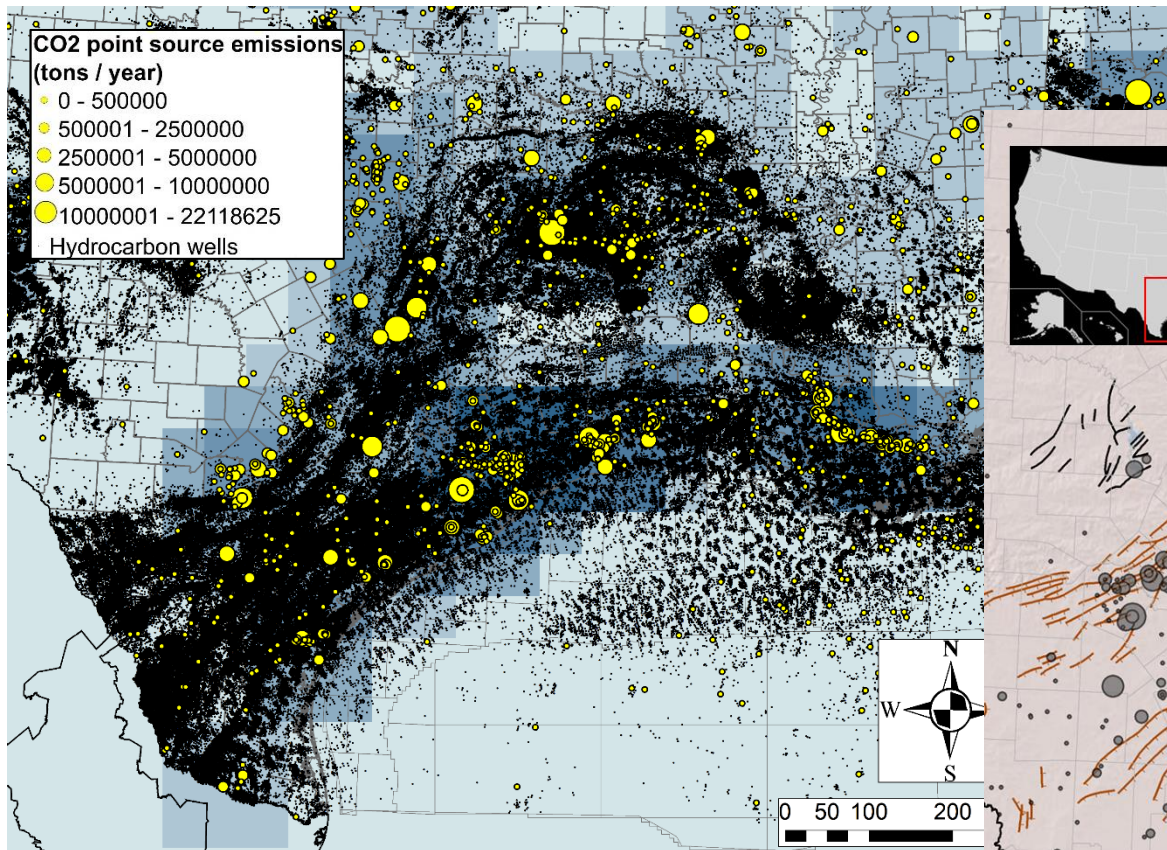 CO2 point source emissions
(tons / year)
0 - 500000
500001 - 2500000
2500001 - 5000000
5000001 - 10000000
10000001 - 22118625
Hydrocarbon wells
N
W
S
0 50 100 200